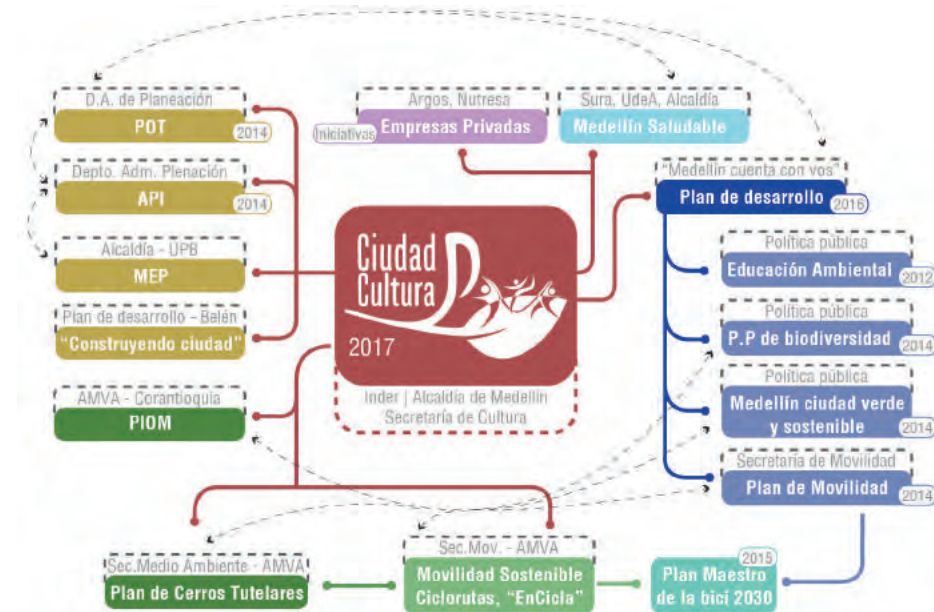 D.A. de Planeación
POT
2014
Depto. Adm. Plenación
API
2014
Alcaldía - UPB
MEP
Plan de desarrollo - Belén
"Construyendo ciudad"
AMVA - Corantioquia
PIOM
Argos, Nutresa
Iniciativas
Empresas Privadas
Sura, UdeA, Alcaldía
Medellín Saludable
Ciudad
Cultura
2017
Inder | Alcaldía de Medellín
Secretaría de Cultura
"Medellín cuenta con vos"
Plan de desarrollo
2016
Política pública
Educación Ambiental
2012
Política pública
P.P de biodiversidad
2014
Política pública
Medellín ciudad verde
y sostenible
2014
Secretaría de Movilidad
Plan de Movilidad
2014
Sec.Medio Ambiente - AMVA
Plan de Cerros Tutelares
Sec.Mov. - AMVA
Movilidad Sostenible
Ciclorutas, "EnCicla"
2015
Plan Maestro
de la bici 2030